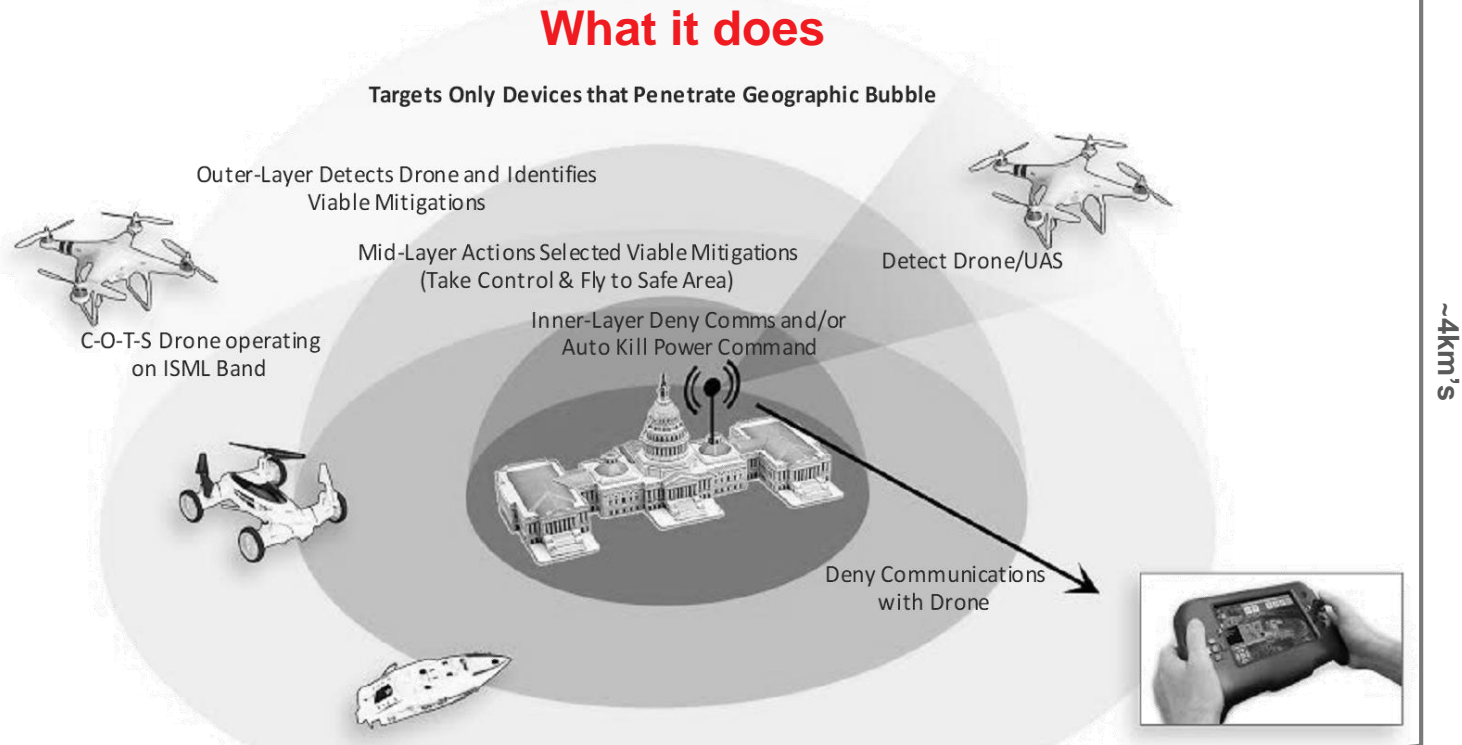 What it does
Targets Only Devices that Penetrate Geographic Bubble
Outer-Layer Detects Drone and Identifies
Viable Mitigations
Mid-Layer Actions Selected Viable Mitigations
(Take Control & Fly to Safe Area)
Detect Drone/UAS
Inner-Layer Deny Comms and/or
Auto Kill Power Command
C-O-T-S Drone operating
on ISML Band
~4km's
Deny Communications
with Drone